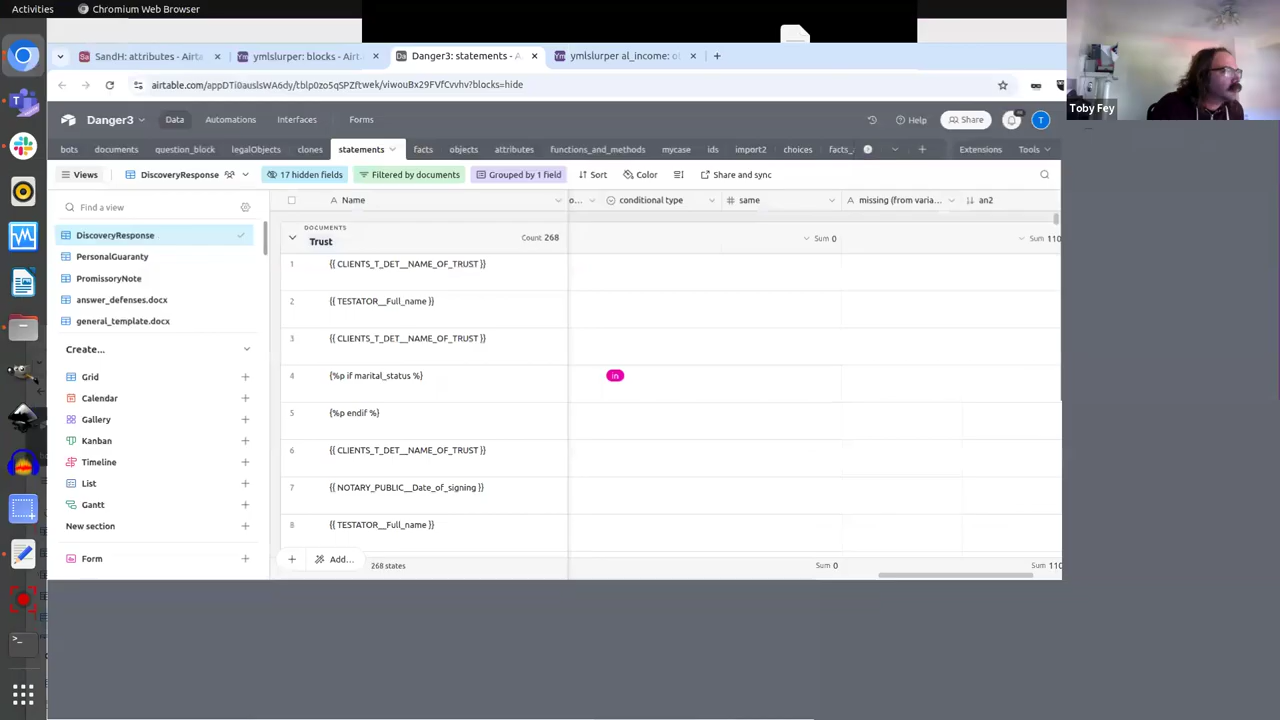 Activities
Chromium Web Browser
SandH: attributes - Airta
ymlslurper: blocks - Airt
Danger3: statements - A
ymlslurper al_income: o
airtable.com/appDTi0auslsWA6dy/tblp0zo5qSPZftwek/viwouBx29FVfCvvhv?blocks=hide
Toby Fey
Danger3
Data
Automations
Interfaces
Forms
Help
Share
T
bots
documents
question_block
legalObjects
clones
statements
facts
objects
attributes
functions_and_methods
mycase
ids
import2
choices
facts_
Extensions
Tools
Views
DiscoveryResponse
17 hidden fields
Filtered by documents
Grouped by 1 field
Sort
Color
Share and sync
Find a view
Name
o...
conditional type
same
missing (from varia...
an2
DiscoveryResponse
PersonalGuaranty
PromissoryNote
answer_defenses.docx
general_template.docx
Create...
Grid
Calendar
Gallery
Kanban
Timeline
List
Gantt
New section
Form
DOCUMENTS
Trust
Count 268
Sum 0
Sum 110
1 {{ CLIENTS_T_DET__NAME_OF_TRUST }}
2 {{ TESTATOR__Full_name }}
3 {{ CLIENTS_T_DET__NAME_OF_TRUST }}
4 {%p if marital_status %}
in
5 {%p endif %}
6 {{ CLIENTS_T_DET__NAME_OF_TRUST }}
7 {{ NOTARY_PUBLIC__Date_of_signing }}
8 {{ TESTATOR__Full_name }}
Add...
268 states
Sum 0
Sum 110